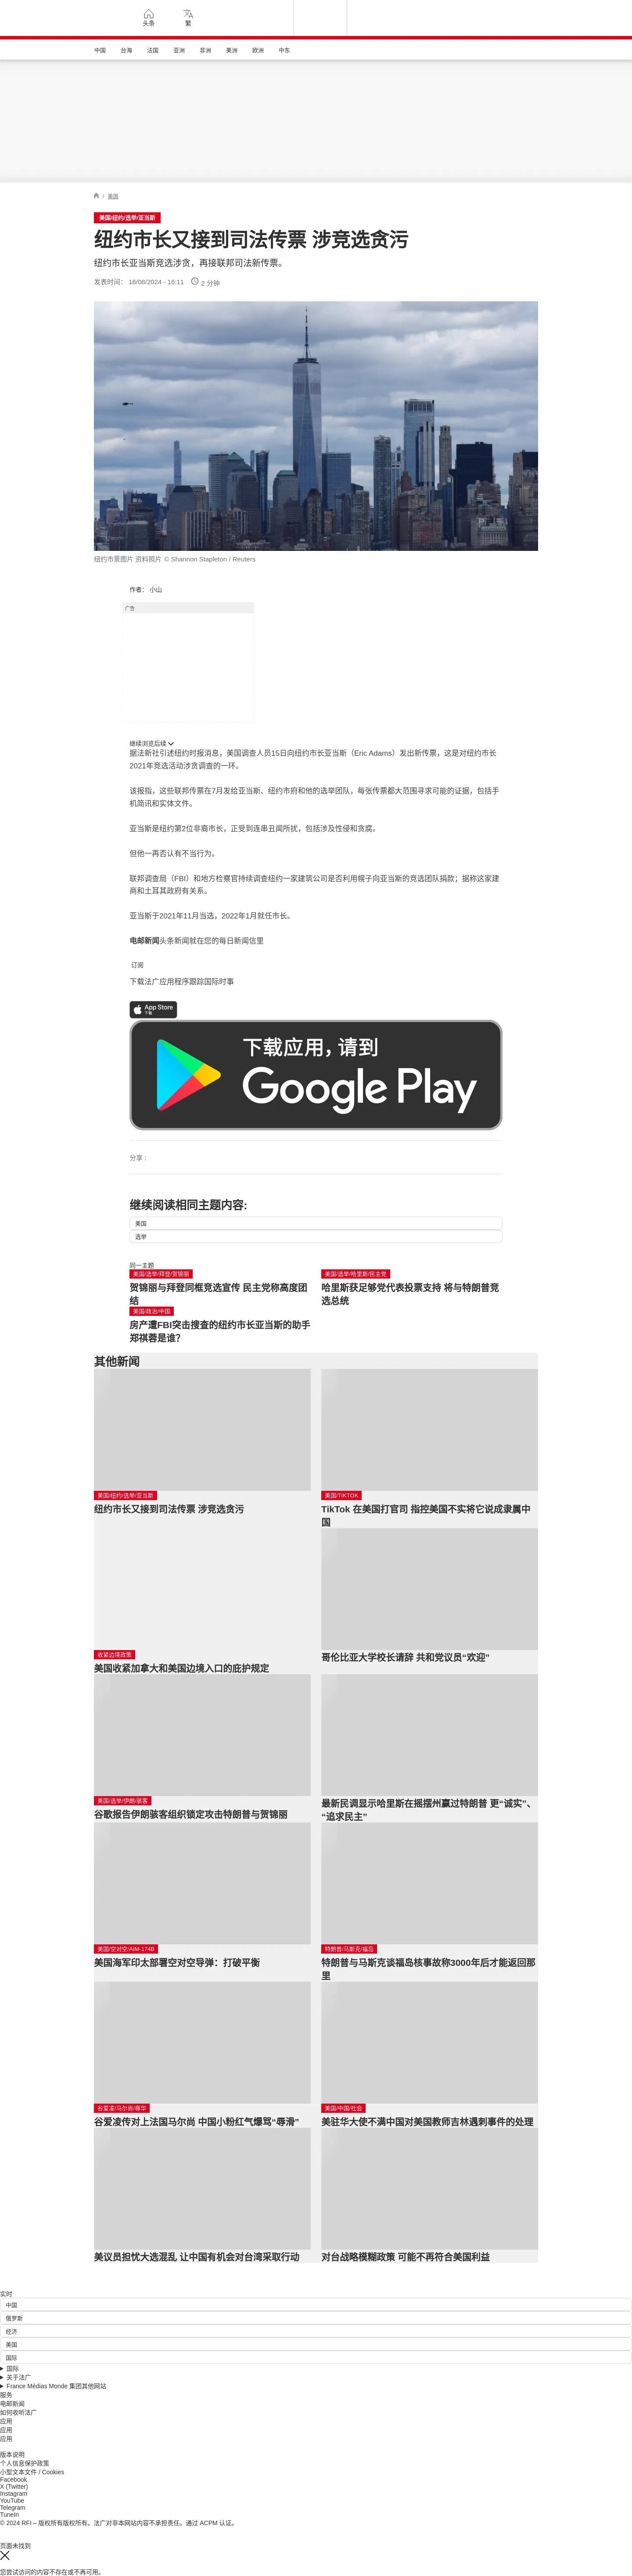 头条
繁
中国 台海 法国 亚洲 非洲 美洲 欧洲 中东
/ 美国
美国/纽约/选举/亚当斯
纽约市长又接到司法传票 涉竞选贪污
纽约市长亚当斯竞选涉贪，再接联邦司法新传票。
发表时间： 16/08/2024 - 16:11 2 分钟
纽约市景图片 资料照片 © Shannon Stapleton / Reuters
作者： 小山
广告
继续浏览后续
据法新社引述纽约时报消息，美国调查人员15日向纽约市长亚当斯（Eric Adams）发出新传票，这是对纽约市长
2021年竞选活动涉贪调查的一环。
该报指，这些联邦传票在7月发给亚当斯、纽约市府和他的选举团队，每张传票都大范围寻求可能的证据，包括手
机简讯和实体文件。
亚当斯是纽约第2位非裔市长，正受到连串丑闻所扰，包括涉及性侵和贪腐。
但他一再否认有不当行为。
联邦调查局（FBI）和地方检察官持续调查纽约一家建筑公司是否利用幌子向亚当斯的竞选团队捐款；据称这家建
商和土耳其政府有关系。
亚当斯于2021年11月当选，2022年1月就任市长。
电邮新闻头条新闻就在您的每日新闻信里
订阅
下载法广应用程序跟踪国际时事
App Store
下载
下载应用，请到
Google Play
分享 :
继续阅读相同主题内容:
美国
选举
同一主题
美国/选举/拜登/贺锦丽
贺锦丽与拜登同框竞选宣传 民主党称高度团
结
美国/选举/哈里斯/民主党
哈里斯获足够党代表投票支持 将与特朗普竞
选总统
美国/政治/中国
房产遭FBI突击搜查的纽约市长亚当斯的助手
郑祺蓉是谁？
其他新闻
美国/纽约/选举/亚当斯
纽约市长又接到司法传票 涉竞选贪污
美国/TIKTOK
TikTok 在美国打官司 指控美国不实将它说成隶属中
国
收紧边境政策
美国收紧加拿大和美国边境入口的庇护规定
哥伦比亚大学校长请辞 共和党议员“欢迎”
美国/选举/伊朗/骇客
谷歌报告伊朗骇客组织锁定攻击特朗普与贺锦丽
最新民调显示哈里斯在摇摆州赢过特朗普 更“诚实”、
“追求民主”
美国/空对空/AIM-174B
美国海军印太部署空对空导弹：打破平衡
特朗普/马斯克/福岛
特朗普与马斯克谈福岛核事故称3000年后才能返回那
里
谷爱凌/马尔尚/辱华
谷爱凌传对上法国马尔尚 中国小粉红气爆骂“辱滑”
美国/中国/社会
美驻华大使不满中国对美国教师吉林遇刺事件的处理
美议员担忧大选混乱 让中国有机会对台湾采取行动
对台战略模糊政策 可能不再符合美国利益
实时
中国
俄罗斯
经济
美国
国际
国际
关于法广
France Médias Monde 集团其他网站
服务
电邮新闻
如何收听法广
应用
应用
应用
版本说明
个人信息保护政策
小型文本文件 / Cookies
Facebook
X (Twitter)
Instagram
YouTube
Telegram
TuneIn
© 2024 RFI – 版权所有版权所有。法广对非本网站内容不承担责任。通过 ACPM 认证。
页面未找到
您尝试访问的内容不存在或不再可用。